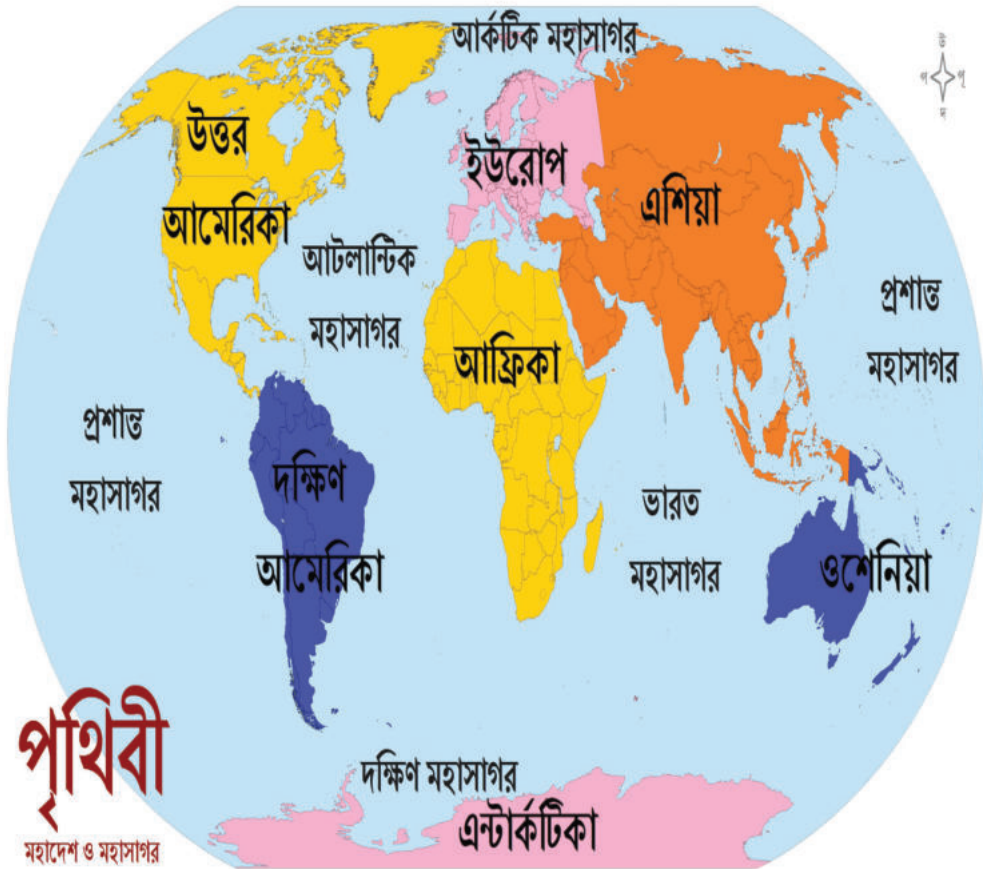 আর্কটিক মহাসাগর
উ
প
পূ
দ
উত্তর
আমেরিকা
ইউরোপ
এশিয়া
আটলান্টিক
মহাসাগর
প্রশান্ত
মহাসাগর
আফ্রিকা
প্রশান্ত
মহাসাগর
দক্ষিণ
আমেরিকা
ভারত
মহাসাগর
ওশেনিয়া
পৃথিবী
মহাদেশ ও মহাসাগর
দক্ষিণ মহাসাগর
এন্টার্কটিকা